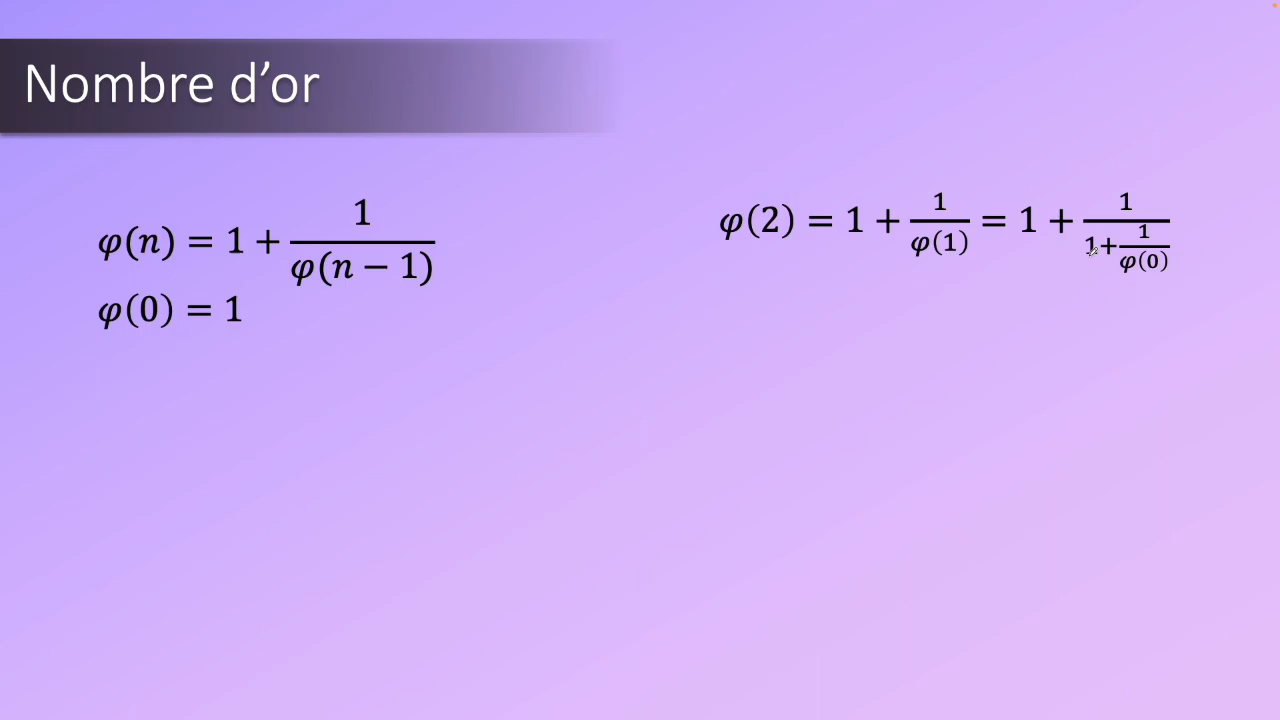 Nombre d’or
φ(n) = 1 + 1/φ(n − 1)
φ(0) = 1
φ(2) = 1 + 1/φ(1) = 1 + 1/(1+1/φ(0))